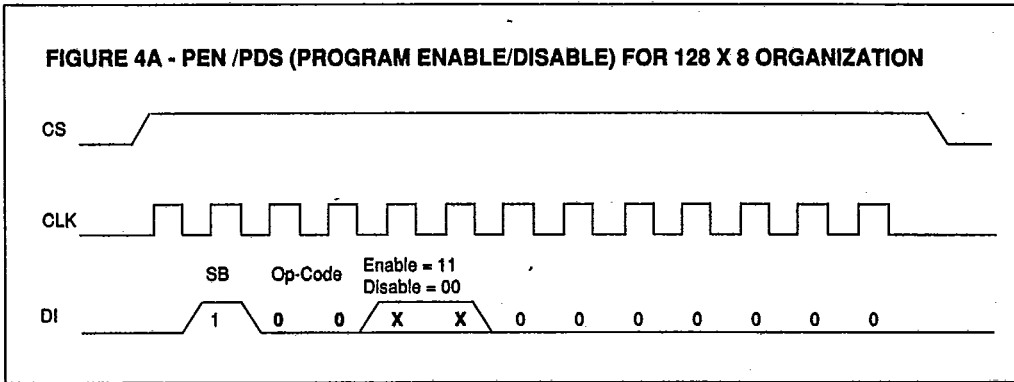 FIGURE 4A - PEN /PDS (PROGRAM ENABLE/DISABLE) FOR 128 X 8 ORGANIZATION
CS
CLK
SB Op-Code Enable = 11
Disable = 00
DI 1 0 0 X X 0 0 0 0 0 0 0